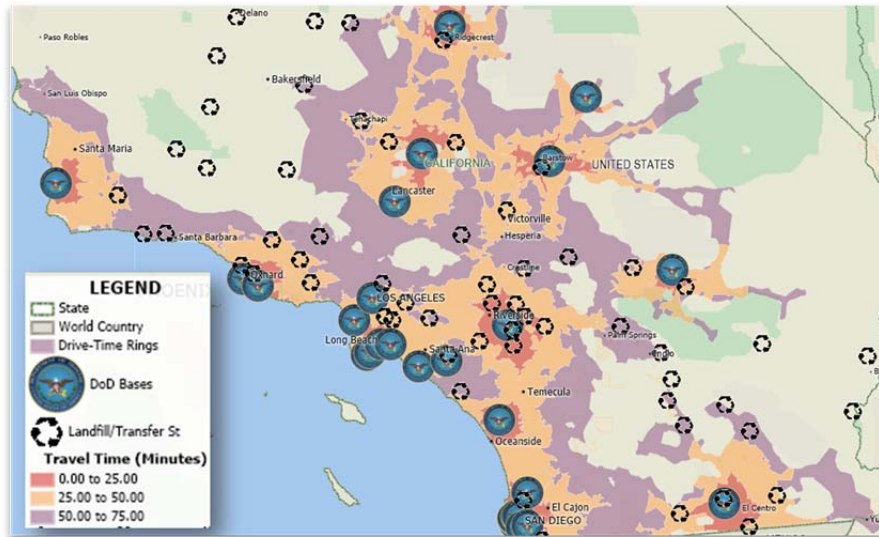 Delano
Paso Robles
Ridgecrest
Bakersfield
San Luis Obispo
Tehachapi
Santa Maria
CALIFORNIA
Barstow
UNITED STATES
Lancaster
Victorville
Santa Barbara
Hesperia
Crestline
Oxnard
LOS ANGELES
Riverside
Long Beach
Santa Ana
Palm Springs
Indio
Temecula
Oceanside
El Cajon
SAN DIEGO
El Centro
LEGEND
State
World Country
Drive-Time Rings
DoD Bases
Landfill/Transfer St
Travel Time (Minutes)
0.00 to 25.00
25.00 to 50.00
50.00 to 75.00